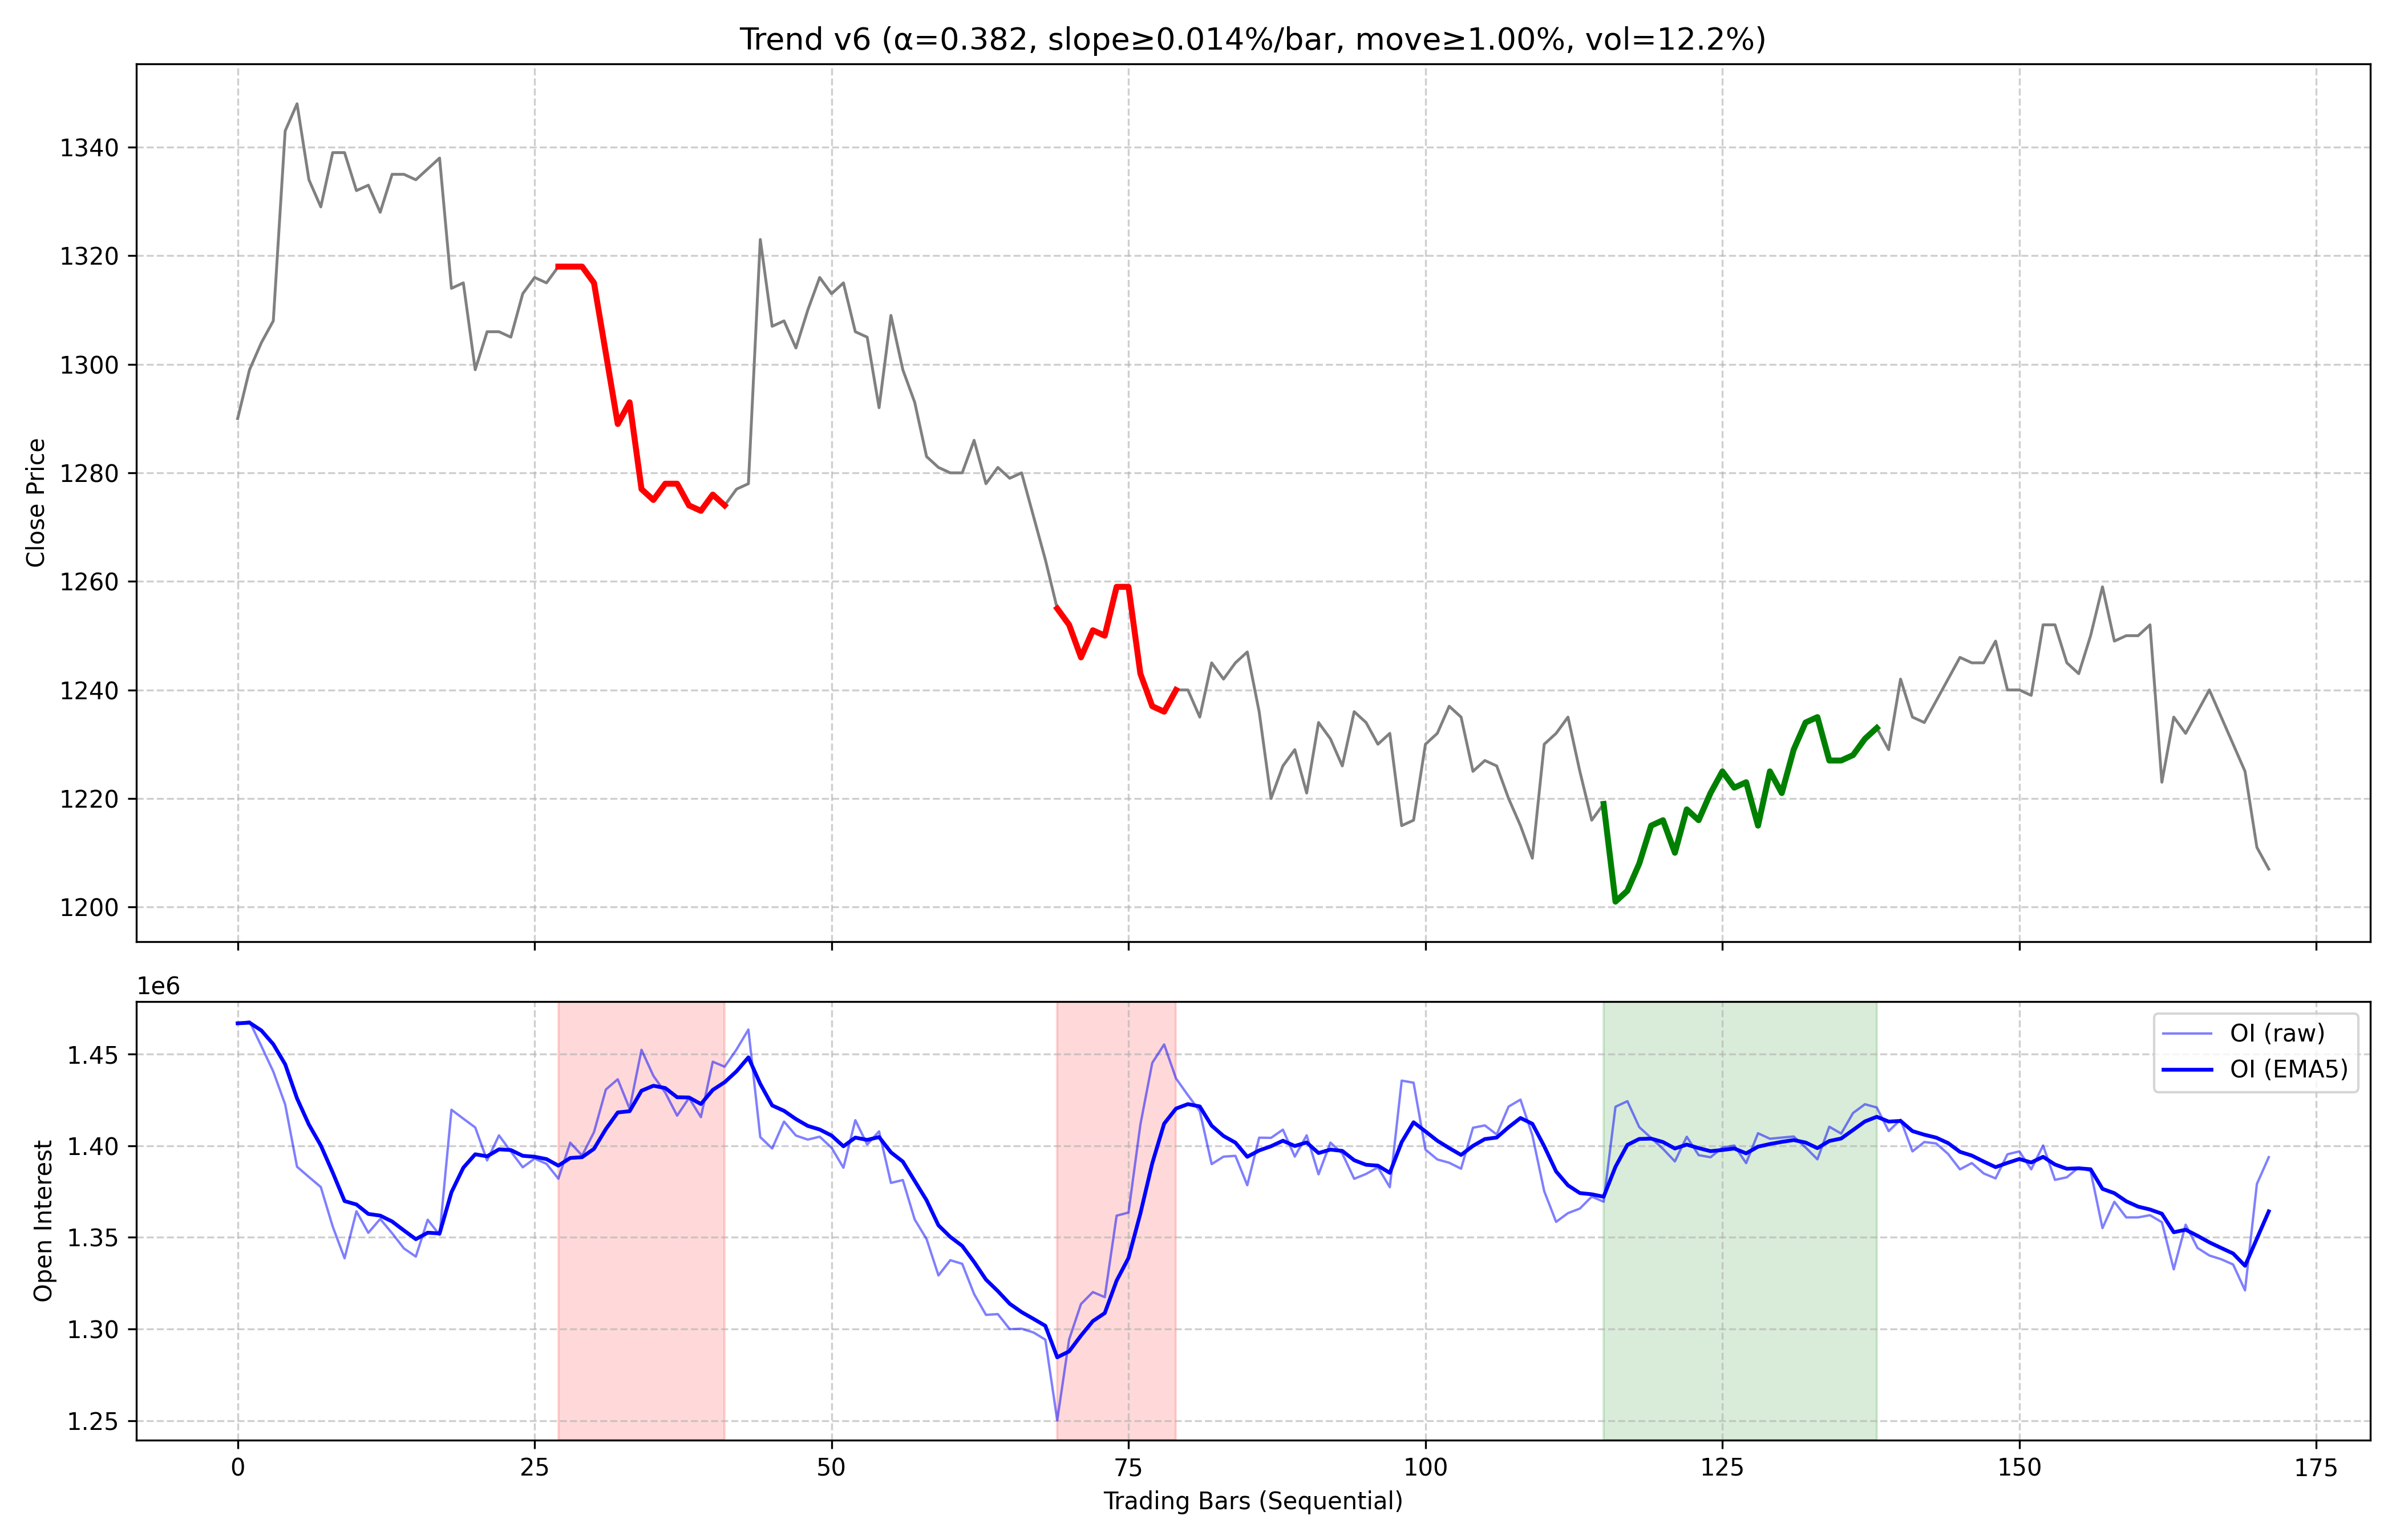 Trend v6 (α=0.382, slope≥0.014%/bar, move≥1.00%, vol=12.2%)
Close Price
1340
1320
1300
1280
1260
1240
1220
1200
1e6
Open Interest
1.45
1.40
1.35
1.30
1.25
OI (raw)
OI (EMA5)
0 25 50 75 100 125 150 175
Trading Bars (Sequential)